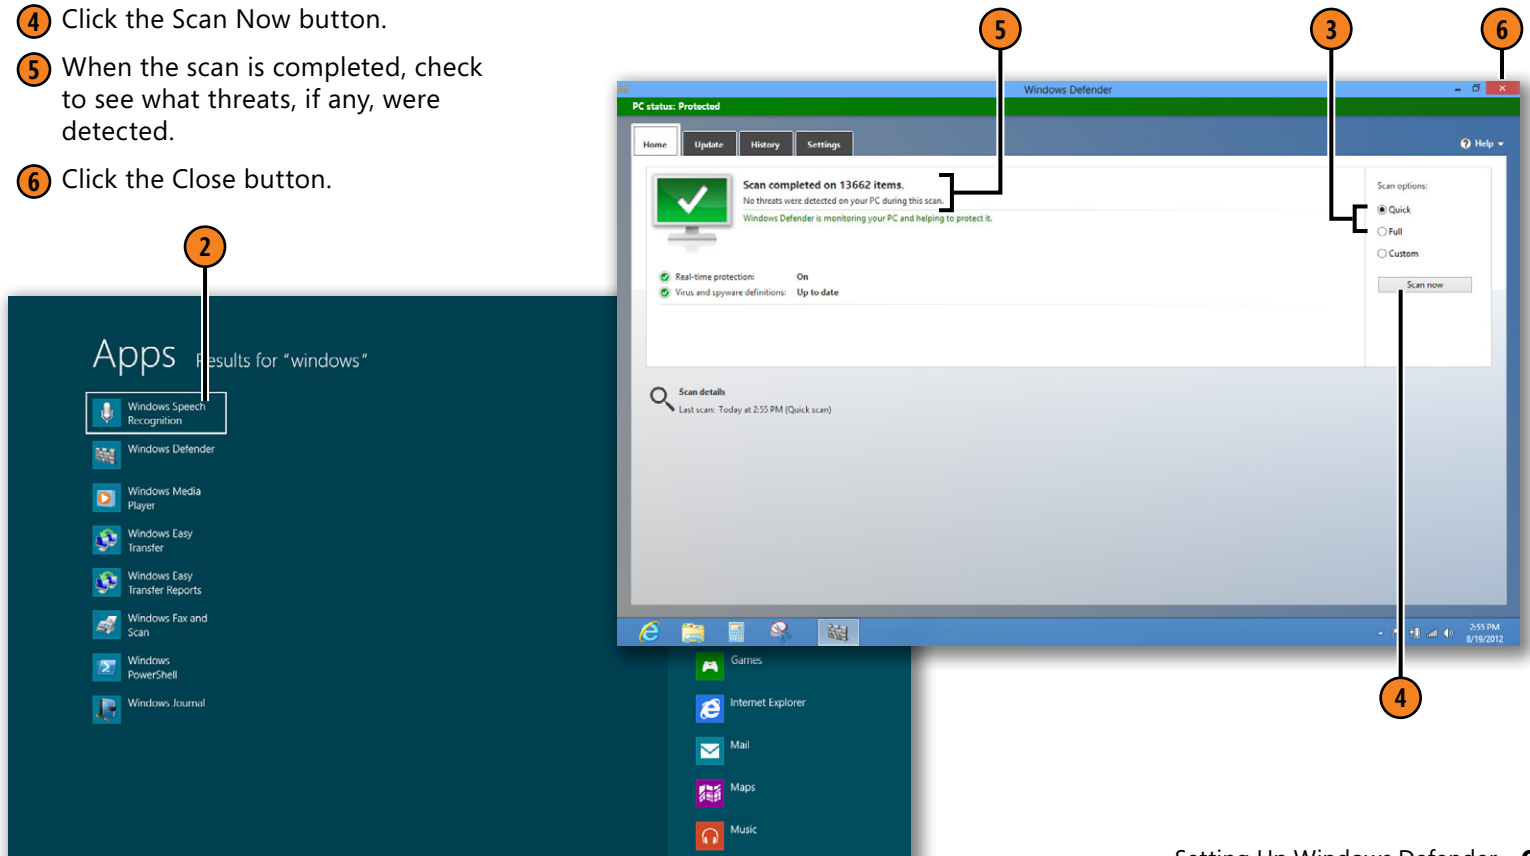 4 Click the Scan Now button.
5 When the scan is completed, check
to see what threats, if any, were
detected.
6 Click the Close button.
2
Apps Results for "windows"
Windows Speech
Recognition
Windows Defender
Windows Media
Player
Windows Easy
Transfer
Windows Easy
Transfer Reports
Windows Fax and
Scan
Windows
PowerShell
Windows Journal
Games
Internet Explorer
Mail
Maps
Music
5
3
6
Windows Defender
PC status: Protected
Home
Update
History
Settings
Help
Scan completed on 13662 items.
No threats were detected on your PC during this scan.
Windows Defender is monitoring your PC and helping to protect it.
Real-time protection: On
Virus and spyware definitions: Up to date
Scan options:
Quick
Full
Custom
Scan now
Scan details
Last scan: Today at 2:55 PM (Quick scan)
2:55 PM
8/19/2012
4
Setting Up Windows Defender